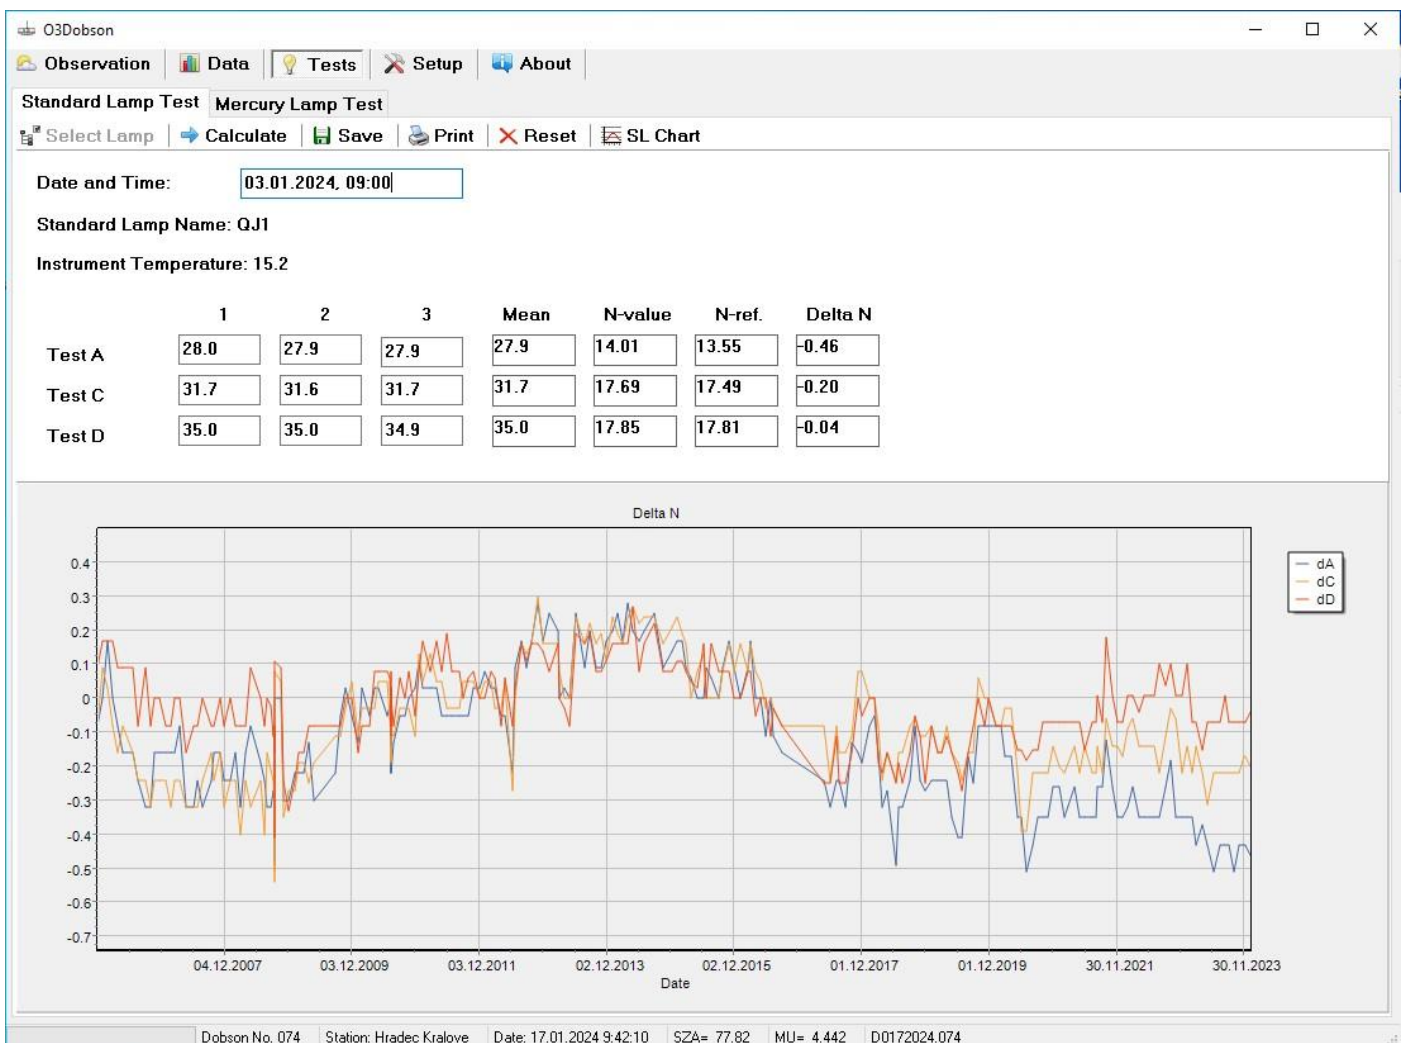 O3Dobson
Observation Data Tests Setup About
Standard Lamp Test Mercury Lamp Test
Select Lamp Calculate Save Print Reset SL Chart
Date and Time: 03.01.2024, 09:00
Standard Lamp Name: QJ1
Instrument Temperature: 15.2
1 2 3 Mean N-value N-ref. Delta N
Test A 28.0 27.9 27.9 27.9 14.01 13.55 -0.46
Test C 31.7 31.6 31.7 31.7 17.69 17.49 -0.20
Test D 35.0 35.0 34.9 35.0 17.85 17.81 -0.04
Delta N
0.4
0.3
0.2
0.1
0
-0.1
-0.2
-0.3
-0.4
-0.5
-0.6
-0.7
dA
dC
dD
04.12.2007 03.12.2009 03.12.2011 02.12.2013 02.12.2015 01.12.2017 01.12.2019 30.11.2021 30.11.2023
Date
Dobson No. 074 Station: Hradec Kralove Date: 17.01.2024 9:42:10 SZA= 77.82 MU= 4.442 D0172024.074